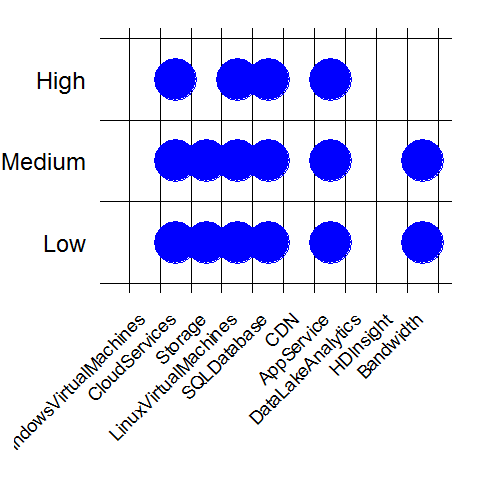 High
Medium
Low
ndowsVirtualMachines
CloudServices
Storage
LinuxVirtualMachines
SQLDatabase
CDN
AppService
DataLakeAnalytics
HDInsight
Bandwidth